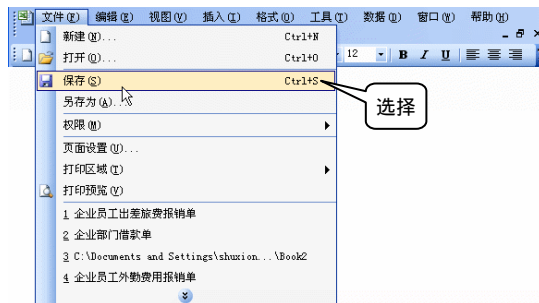 文件(F) 编辑(E) 视图(V) 插入(I) 格式(O) 工具(T) 数据(D) 窗口(W) 帮助(H)
新建(N)... Ctrl+N
打开(O)... Ctrl+O
12 B I U
保存(S) Ctrl+S
选择
另存为(A)...
权限(M)
页面设置(U)...
打印区域(T)
打印预览(V)
1 企业员工出差旅费报销单
2 企业部门借款单
3 C:\Documents and Settings\shuxion...\Book2
4 企业员工外勤费用报销单